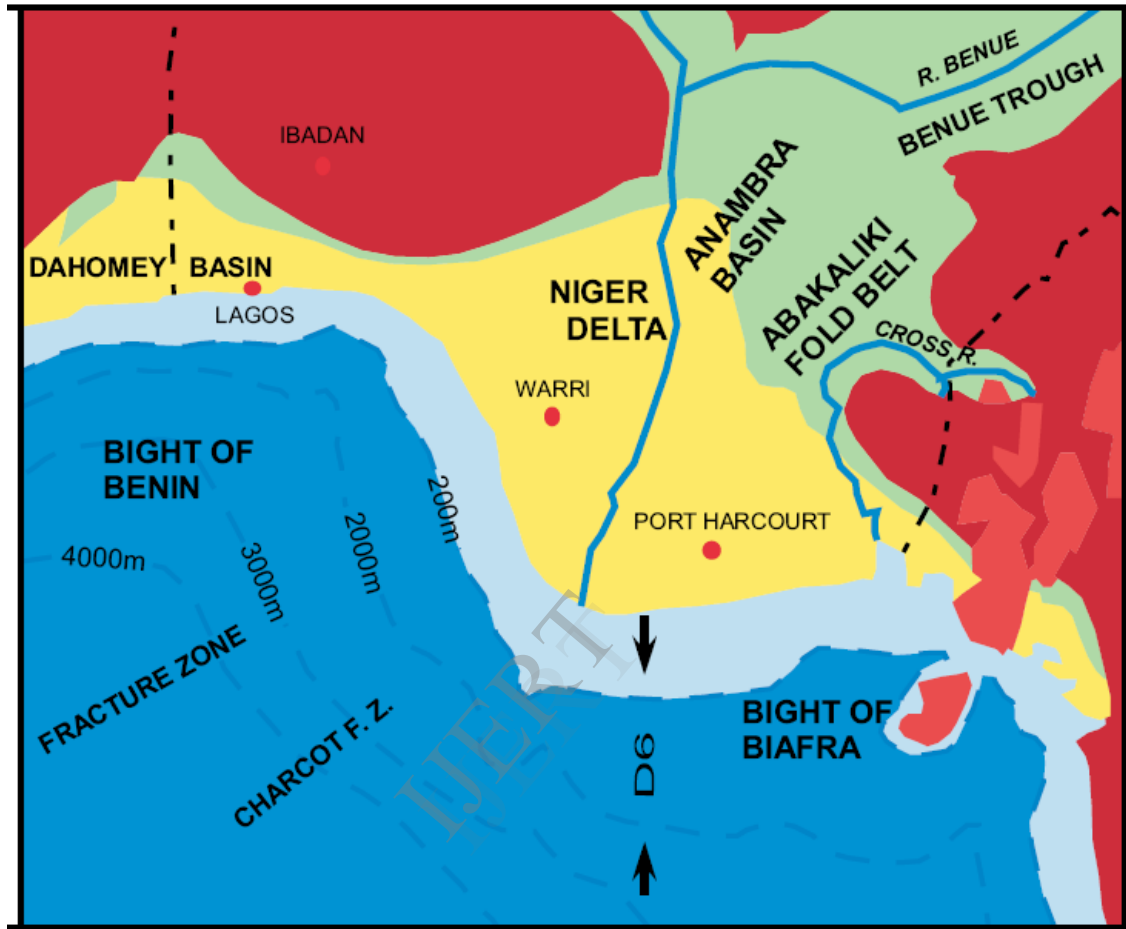 R. BENUE
BENUE TROUGH
IBADAN
ANAMBRA
BASIN
DAHOMEY BASIN
LAGOS
NIGER
DELTA
ABAKALIKI
FOLD BELT
CROSS R.
WARRI
BIGHT OF
BENIN
200m
2000m
3000m
4000m
PORT HARCOURT
FRACTURE ZONE
CHARCOT F. Z.
IJERT
D6
BIGHT OF
BIAFRA